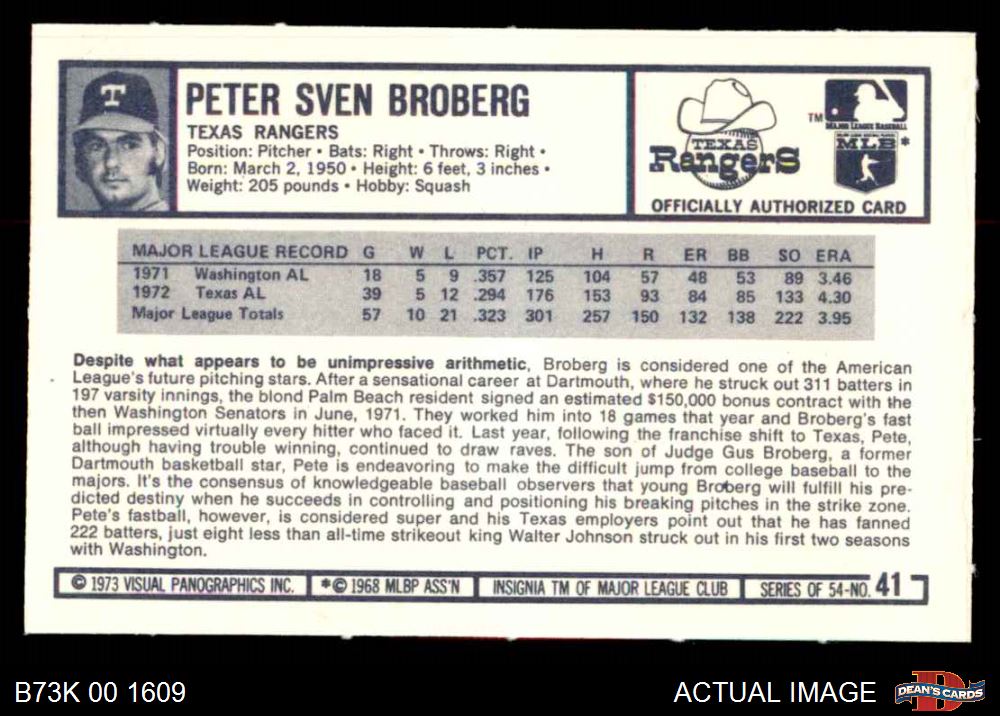 T
PETER SVEN BROBERG
TEXAS RANGERS
Position: Pitcher • Bats: Right • Throws: Right •
Born: March 2, 1950 • Height: 6 feet, 3 inches •
Weight: 205 pounds • Hobby: Squash
TEXAS
RangerS
TM
MAJOR LEAGUE BASEBALL
MLB*
OFFICIALLY AUTHORIZED CARD
MAJOR LEAGUE RECORD G W L PCT. IP H R ER BB SO ERA
1971 Washington AL 18 5 9 .357 125 104 57 48 53 89 3.46
1972 Texas AL 39 5 12 .294 176 153 93 84 85 133 4.30
Major League Totals 57 10 21 .323 301 257 150 132 138 222 3.95
Despite what appears to be unimpressive arithmetic, Broberg is considered one of the American
League's future pitching stars. After a sensational career at Dartmouth, where he struck out 311 batters in
197 varsity innings, the blond Palm Beach resident signed an estimated $150,000 bonus contract with the
then Washington Senators in June, 1971. They worked him into 18 games that year and Broberg's fast
ball impressed virtually every hitter who faced it. Last year, following the franchise shift to Texas, Pete,
although having trouble winning, continued to draw raves. The son of Judge Gus Broberg, a former
Dartmouth basketball star, Pete is endeavoring to make the difficult jump from college baseball to the
majors. It's the consensus of knowledgeable baseball observers that young Broberg will fulfill his pre-
dicted destiny when he succeeds in controlling and positioning his breaking pitches in the strike zone.
Pete's fastball, however, is considered super and his Texas employers point out that he has fanned
222 batters, just eight less than all-time strikeout king Walter Johnson struck out in his first two seasons
with Washington.
© 1973 VISUAL PANOGRAPHICS INC. *© 1968 MLBP ASS'N INSIGNIA TM OF MAJOR LEAGUE CLUB SERIES OF 54-NO. 41
B73K 00 1609
ACTUAL IMAGE
DEAN'S CARDS